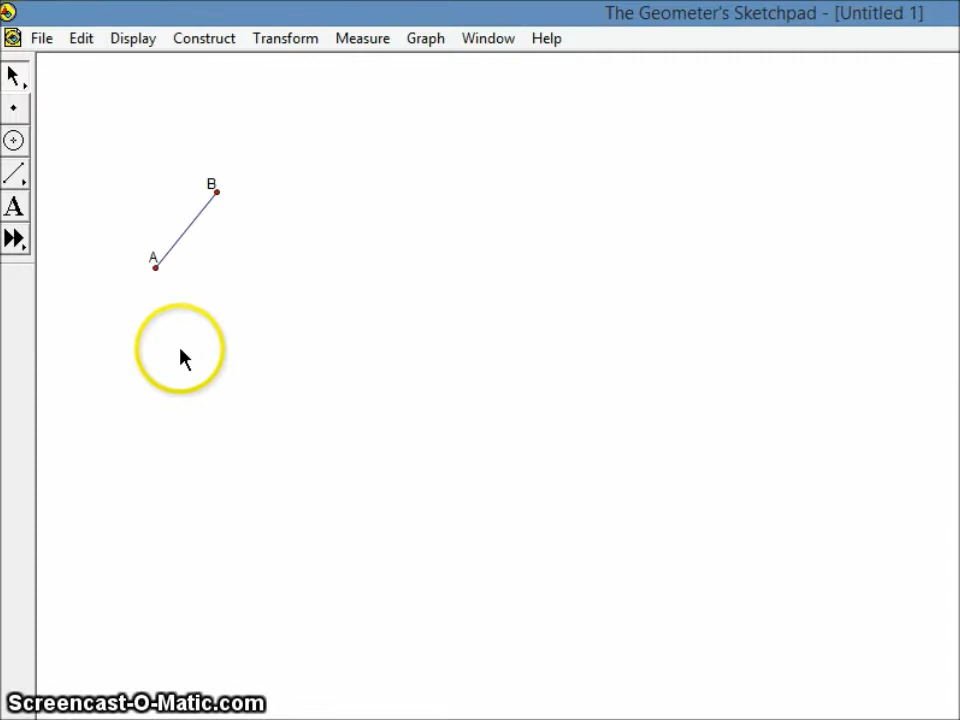 The Geometer's Sketchpad - [Untitled 1]
File Edit Display Construct Transform Measure Graph Window Help
A
B
A
Screencast-O-Matic.com